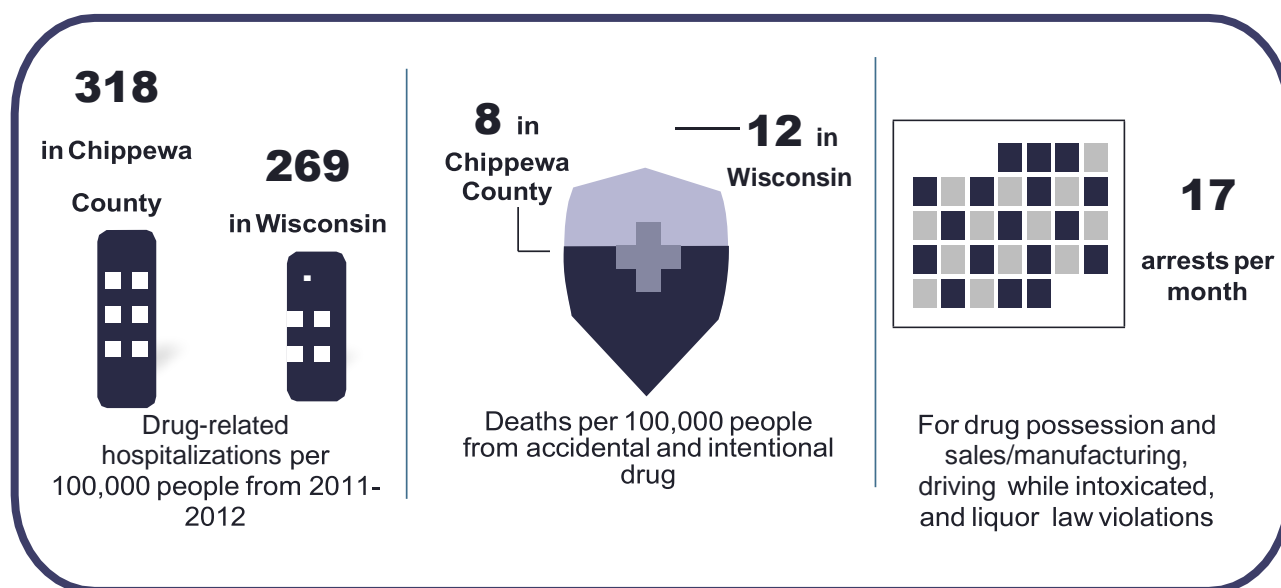 318
in Chippewa
County
269
in Wisconsin
Drug-related
hospitalizations per
100,000 people from 2011-
2012
8 in
Chippewa
County
12 in
Wisconsin
Deaths per 100,000 people
from accidental and intentional
drug
17
arrests per
month
For drug possession and
sales/manufacturing,
driving while intoxicated,
and liquor law violations